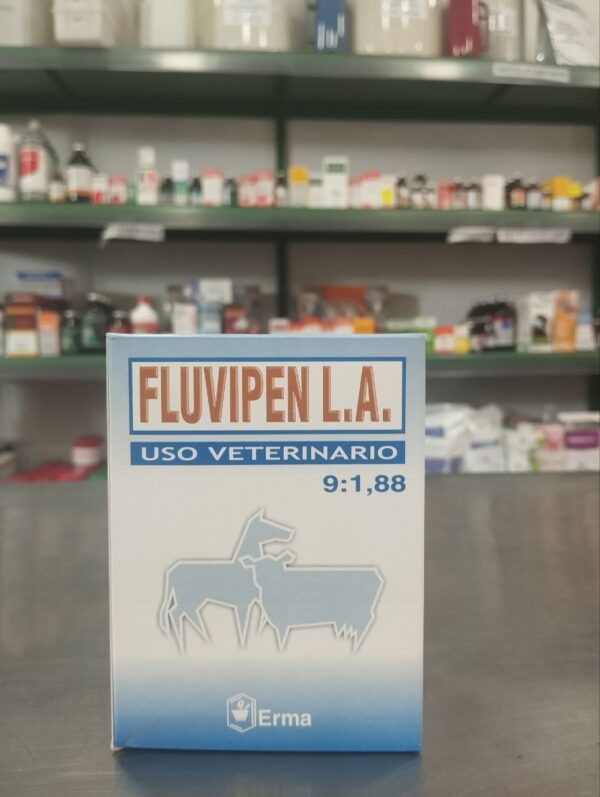 FLUVIPEN L.A.
USO VETERINARIO
9:1,88
Erma